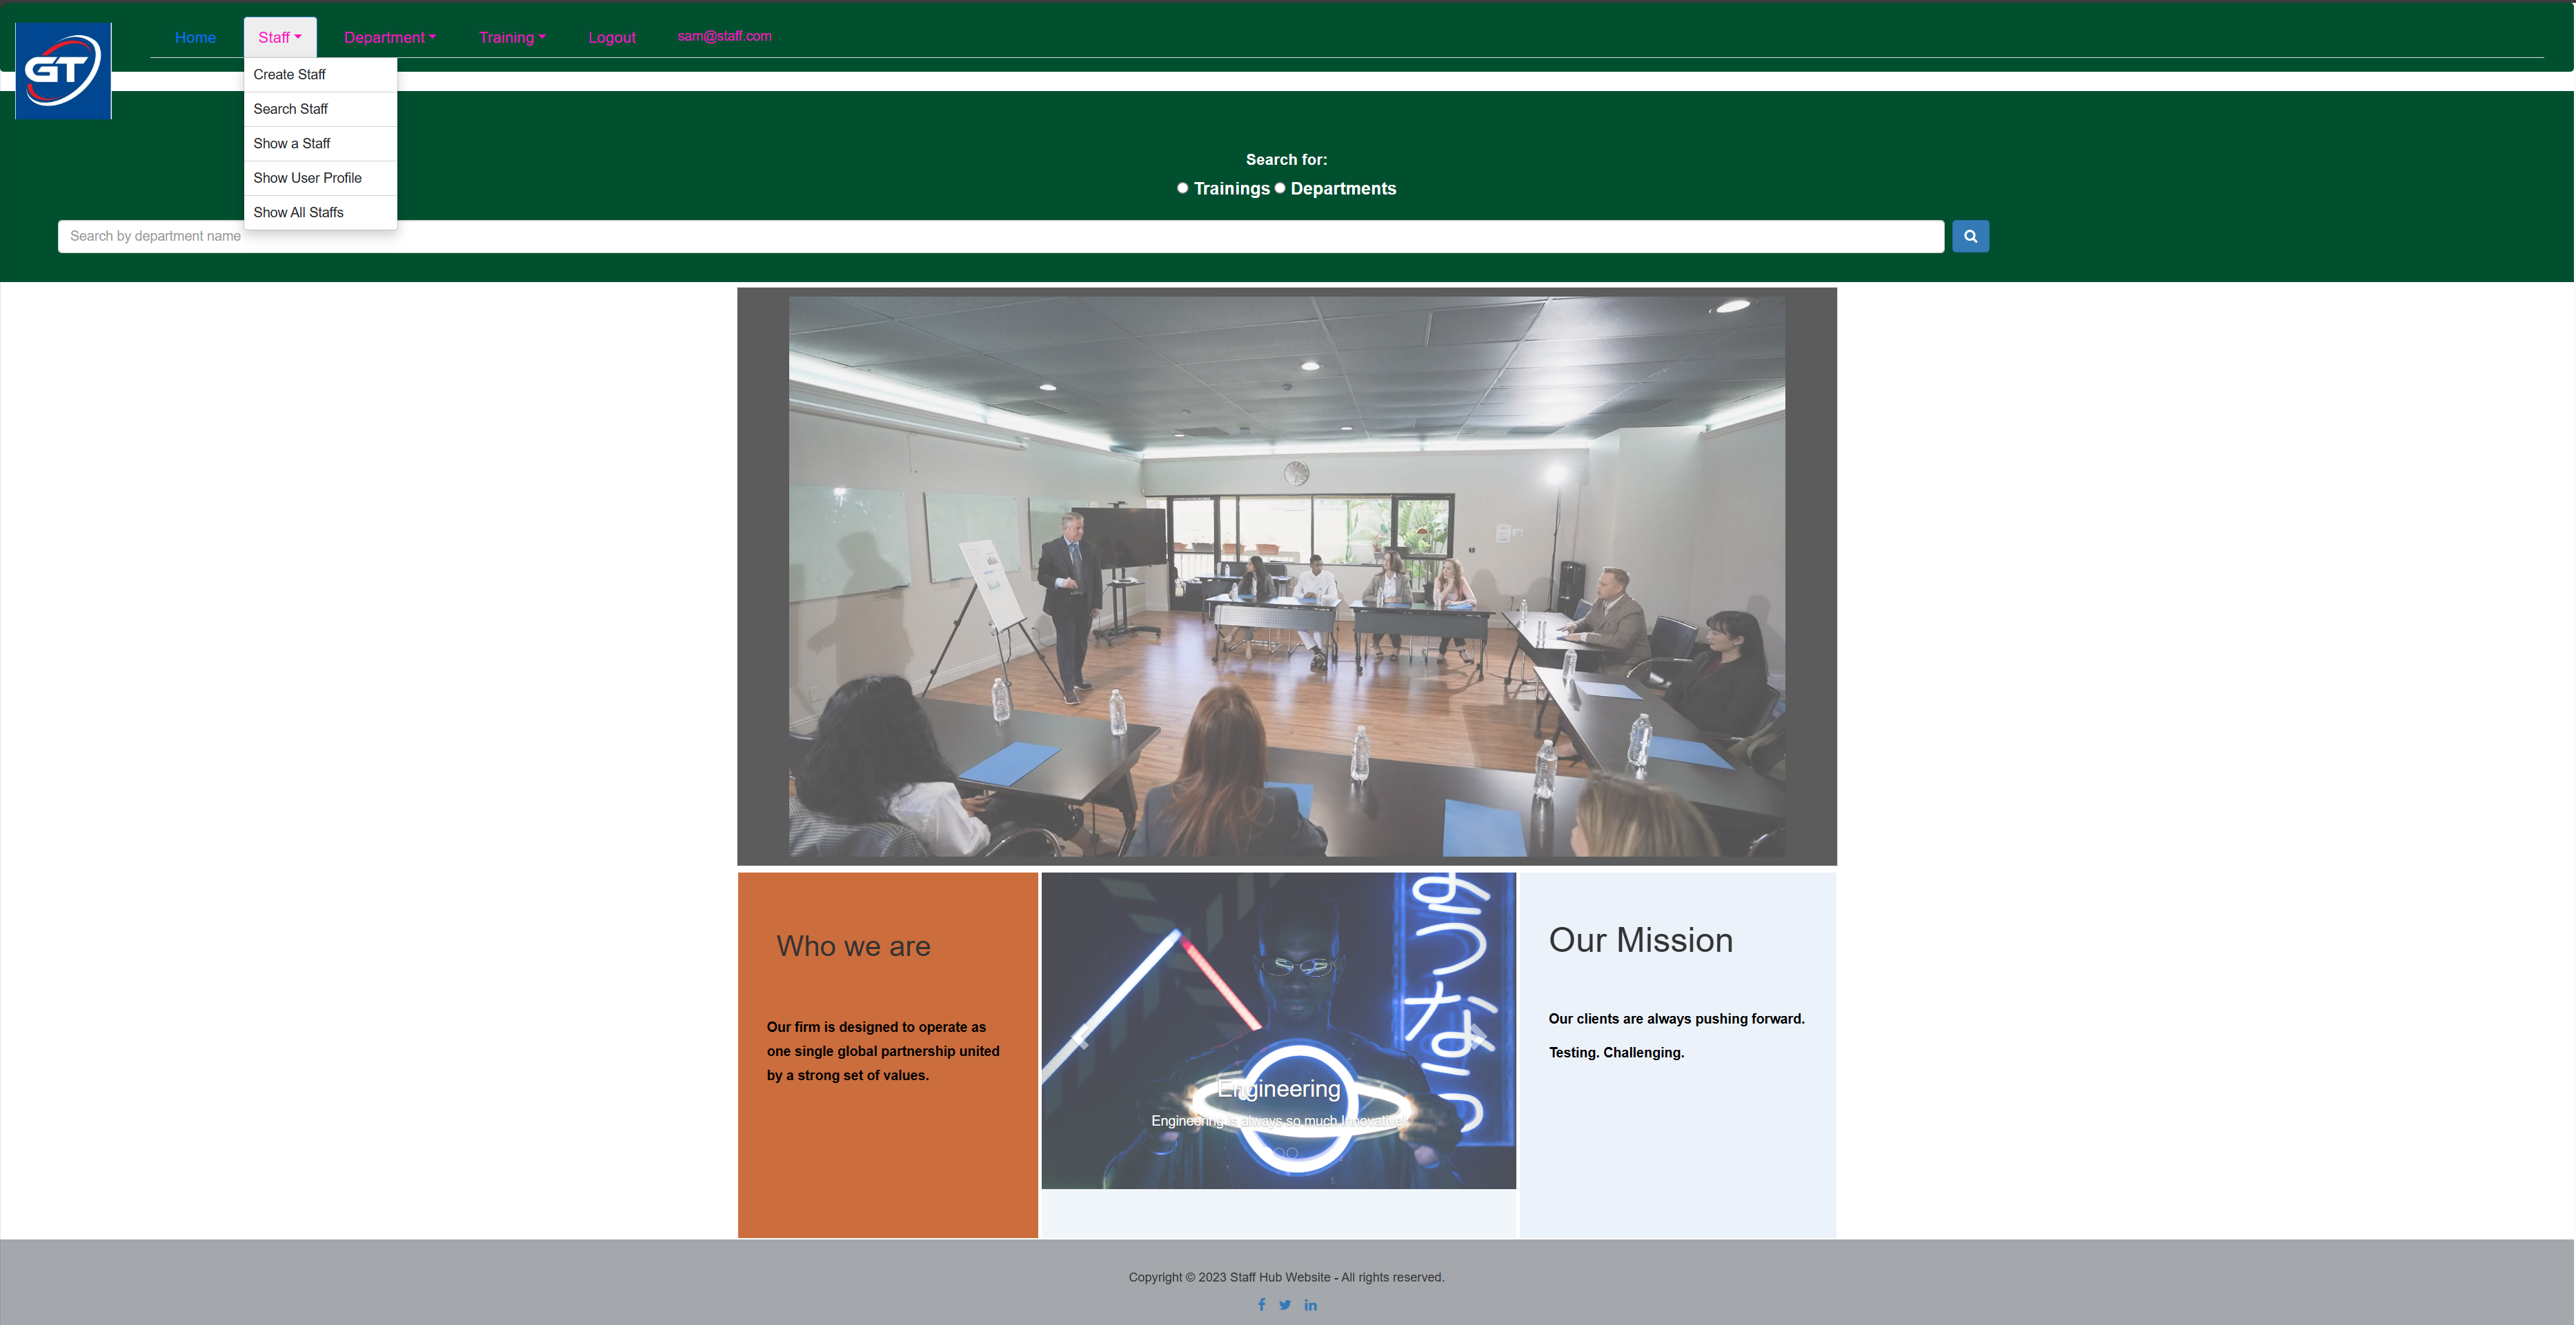 GT
Home
Staff
Department
Training
Logout
sam@staff.com
Create Staff
Search Staff
Show a Staff
Show User Profile
Show All Staffs
Search for:
Trainings
Departments
Search by department name
Who we are
Our firm is designed to operate as
one single global partnership united
by a strong set of values.
Engineering
Engineering is always so much Innovative!
Our Mission
Our clients are always pushing forward.
Testing. Challenging.
Copyright © 2023 Staff Hub Website - All rights reserved.